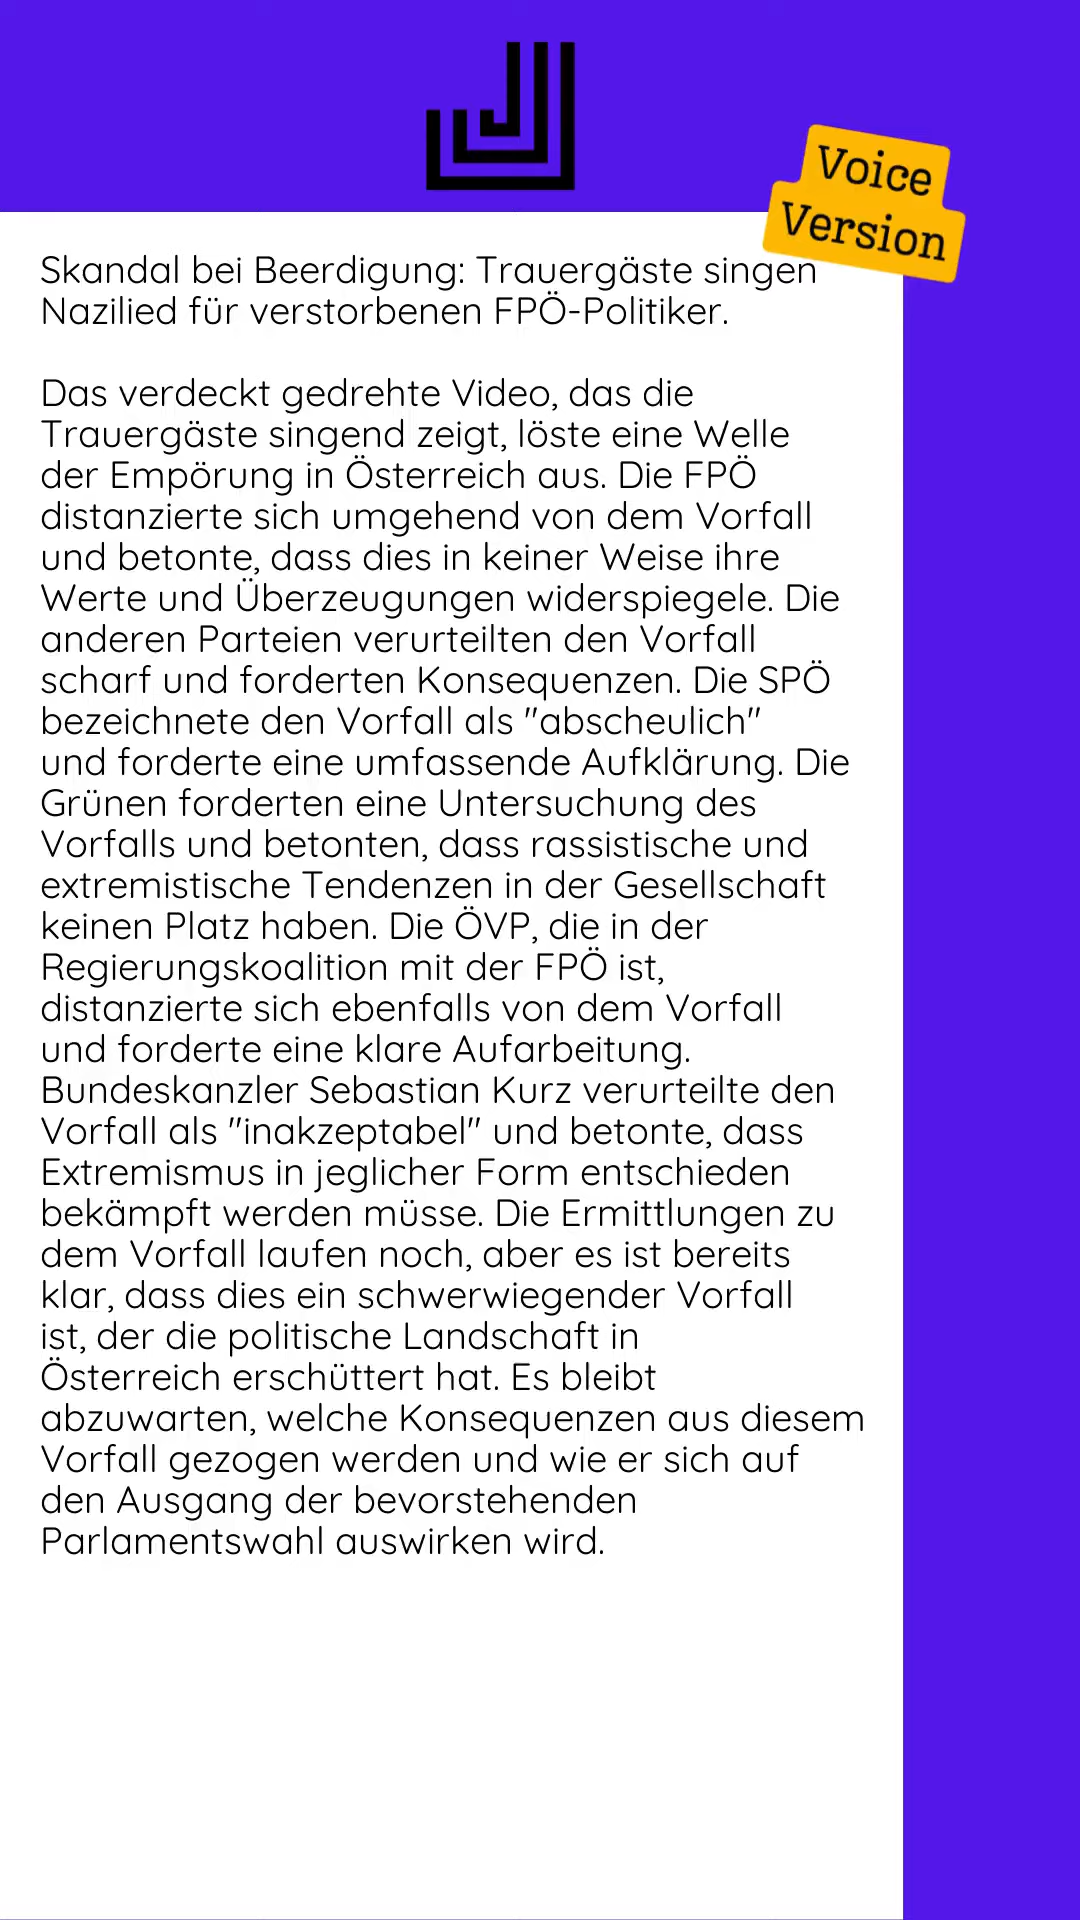 Voice
Version
Skandal bei Beerdigung: Trauergäste singen
Nazilied für verstorbenen FPÖ-Politiker.
Das verdeckt gedrehte Video, das die
Trauergäste singend zeigt, löste eine Welle
der Empörung in Österreich aus. Die FPÖ
distanzierte sich umgehend von dem Vorfall
und betonte, dass dies in keiner Weise ihre
Werte und Überzeugungen widerspiegele. Die
anderen Parteien verurteilten den Vorfall
scharf und forderten Konsequenzen. Die SPÖ
bezeichnete den Vorfall als "abscheulich"
und forderte eine umfassende Aufklärung. Die
Grünen forderten eine Untersuchung des
Vorfalls und betonten, dass rassistische und
extremistische Tendenzen in der Gesellschaft
keinen Platz haben. Die ÖVP, die in der
Regierungskoalition mit der FPÖ ist,
distanzierte sich ebenfalls von dem Vorfall
und forderte eine klare Aufarbeitung.
Bundeskanzler Sebastian Kurz verurteilte den
Vorfall als "inakzeptabel" und betonte, dass
Extremismus in jeglicher Form entschieden
bekämpft werden müsse. Die Ermittlungen zu
dem Vorfall laufen noch, aber es ist bereits
klar, dass dies ein schwerwiegender Vorfall
ist, der die politische Landschaft in
Österreich erschüttert hat. Es bleibt
abzuwarten, welche Konsequenzen aus diesem
Vorfall gezogen werden und wie er sich auf
den Ausgang der bevorstehenden
Parlamentswahl auswirken wird.